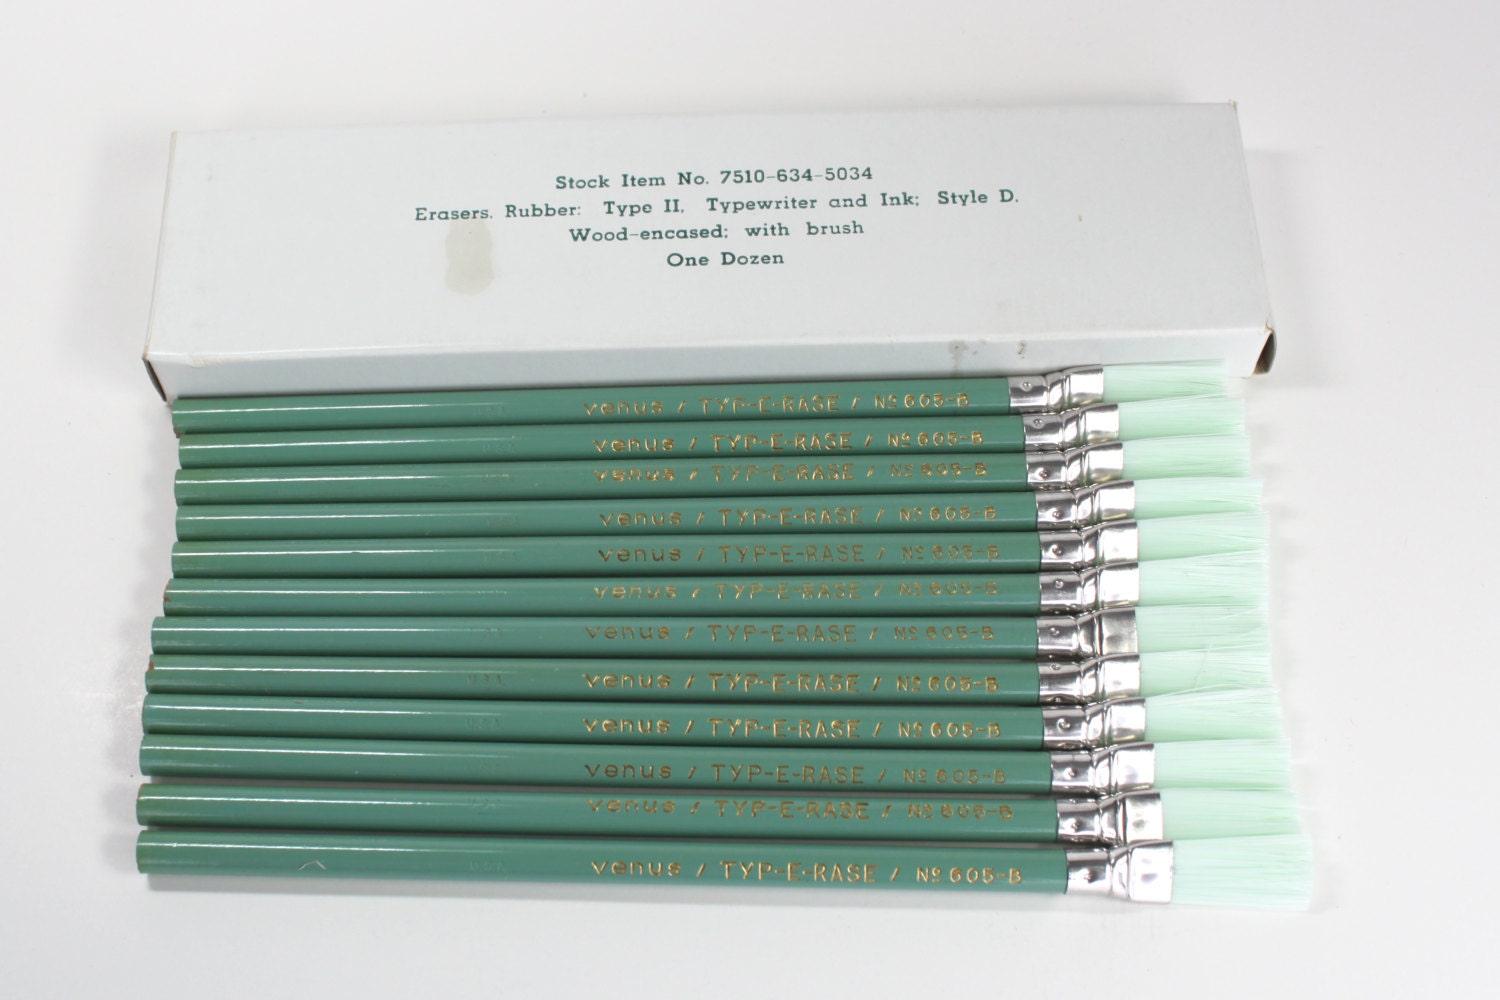 Stock Item No. 7510-634-5034
Erasers. Rubber: Type II, Typewriter and Ink; Style D.
Wood-encased; with brush
One Dozen
venus / TYP-E-RASE / Nº 605-B
venus / TYP-E-RASE / Nº 605-B
venus / TYP-E-RASE / Nº 605-B
venus / TYP-E-RASE / Nº 605-B
venus / TYP-E-RASE / Nº 605-B
venus / TYP-E-RASE / Nº 605-B
venus / TYP-E-RASE / Nº 605-B
U.S.A. venus / TYP-E-RASE / Nº 605-B
U.S.A. venus / TYP-E-RASE / Nº 605-B
venus / TYP-E-RASE / Nº 605-B
venus / TYP-E-RASE / Nº 605-B
U.S.A. venus / TYP-E-RASE / Nº 605-B